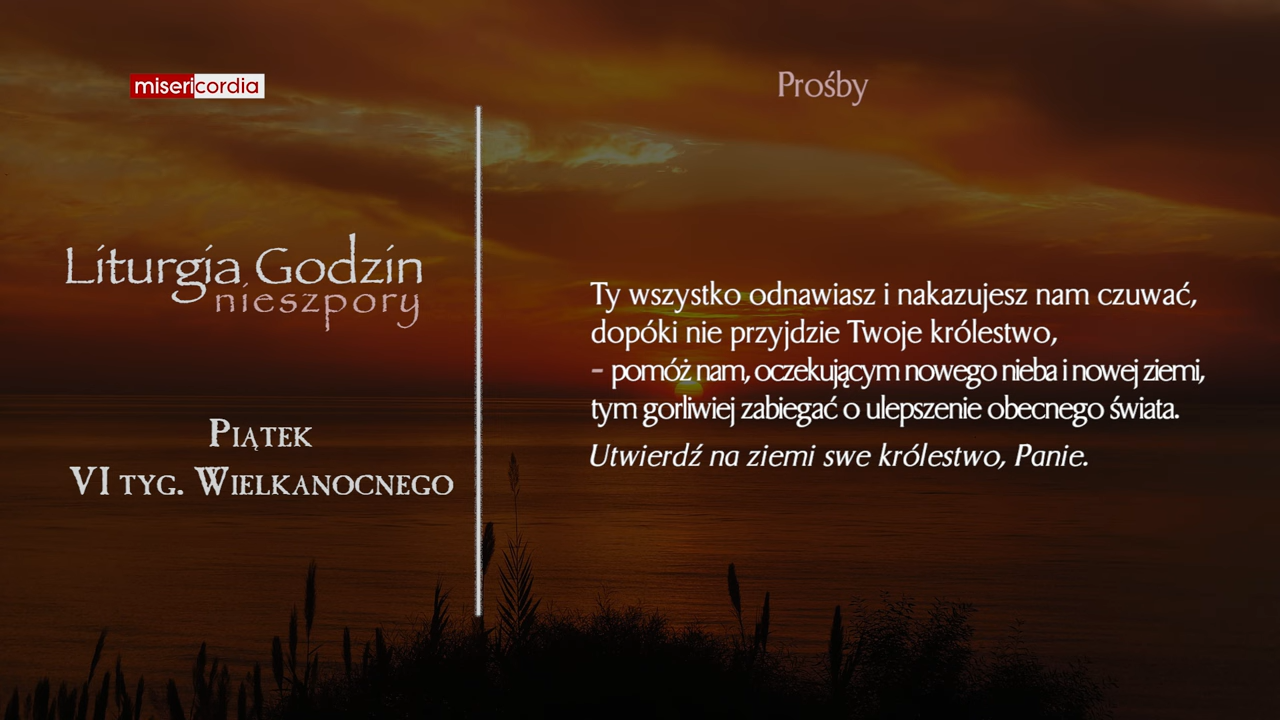 misericordia
Prośby
Liturgia Godzin
nieszpory
Piątek
VI tyg. Wielkanocnego
Ty wszystko odnawiasz i nakazujesz nam czuwać,
dopóki nie przyjdzie Twoje królestwo,
- pomóż nam, oczekującym nowego nieba i nowej ziemi,
tym gorliwiej zabiegać o ulepszenie obecnego świata.
Utwierdź na ziemi swe królestwo, Panie.